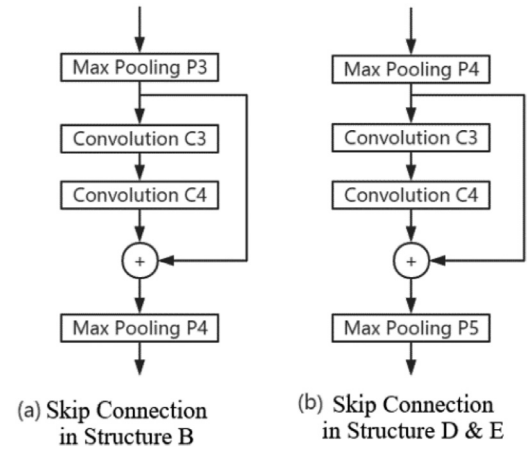 Max Pooling P3
Convolution C3
Convolution C4
+
Max Pooling P4
(a) Skip Connection
in Structure B
Max Pooling P4
Convolution C3
Convolution C4
+
Max Pooling P5
(b) Skip Connection
in Structure D & E